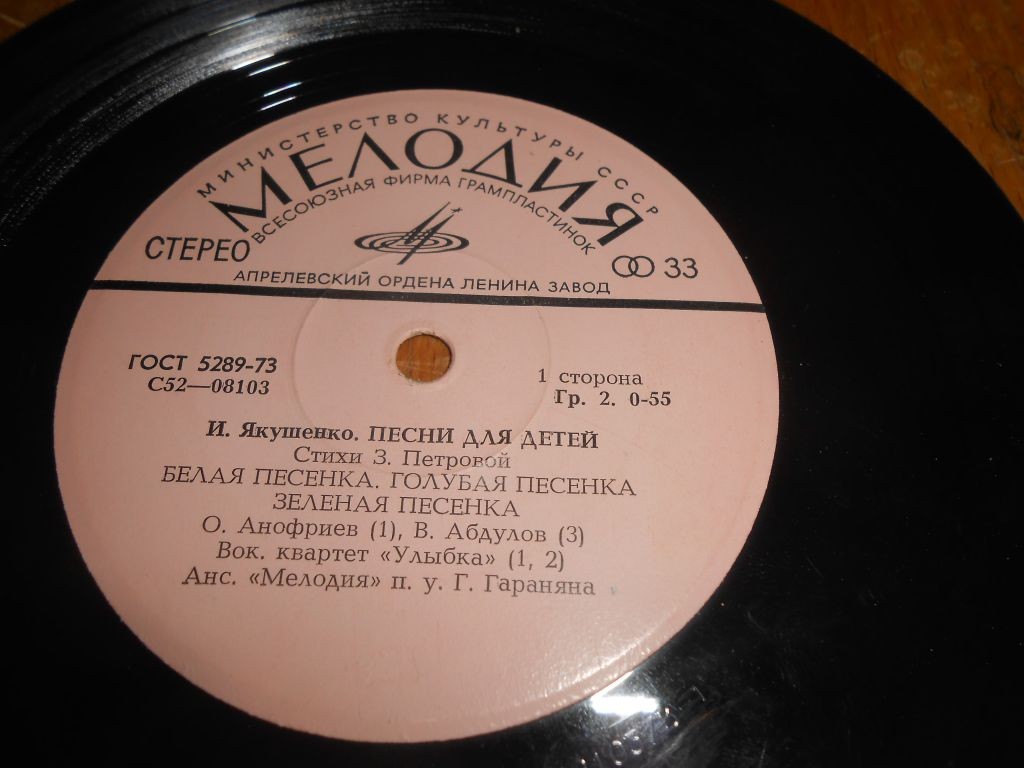 МИНИСТЕРСТВО КУЛЬТУРЫ СССР
МЕЛОДИЯ
ВСЕСОЮЗНАЯ ФИРМА ГРАМПЛАСТИНОК
СТЕРЕО
33
АПРЕЛЕВСКИЙ ОРДЕНА ЛЕНИНА ЗАВОД
ГОСТ 5289-73
С52—08103
1 сторона
Гр. 2. 0-55
И. Якушенко. ПЕСНИ ДЛЯ ДЕТЕЙ
Стихи З. Петровой
БЕЛАЯ ПЕСЕНКА. ГОЛУБАЯ ПЕСЕНКА
ЗЕЛЕНАЯ ПЕСЕНКА
О. Анофриев (1), В. Абдулов (3)
Вок. квартет «Улыбка» (1, 2)
Анс. «Мелодия» п. у. Г. Гараняна